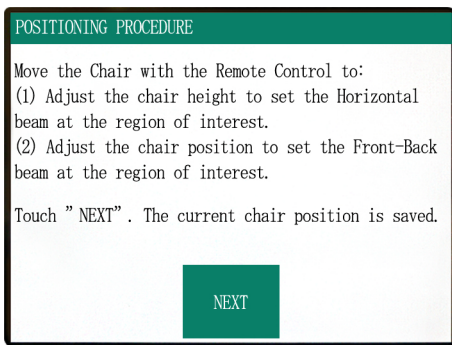 POSITIONING PROCEDURE
Move the Chair with the Remote Control to:
(1) Adjust the chair height to set the Horizontal
beam at the region of interest.
(2) Adjust the chair position to set the Front-Back
beam at the region of interest.
Touch ”NEXT”. The current chair position is saved.
NEXT